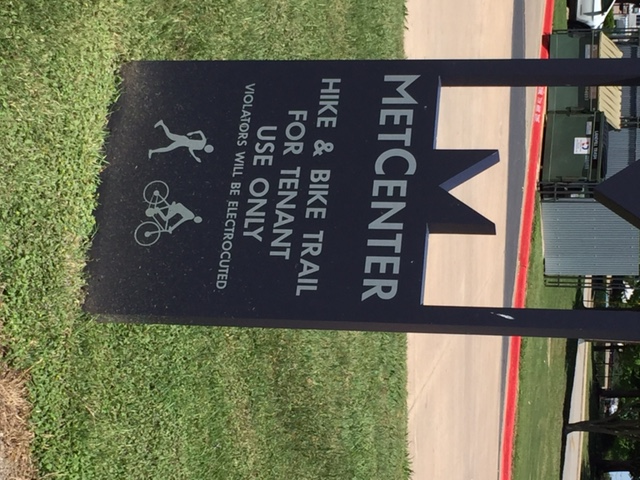 METCENTER
HIKE & BIKE TRAIL
FOR TENANT
USE ONLY
VIOLATORS WILL BE ELECTROCUTED